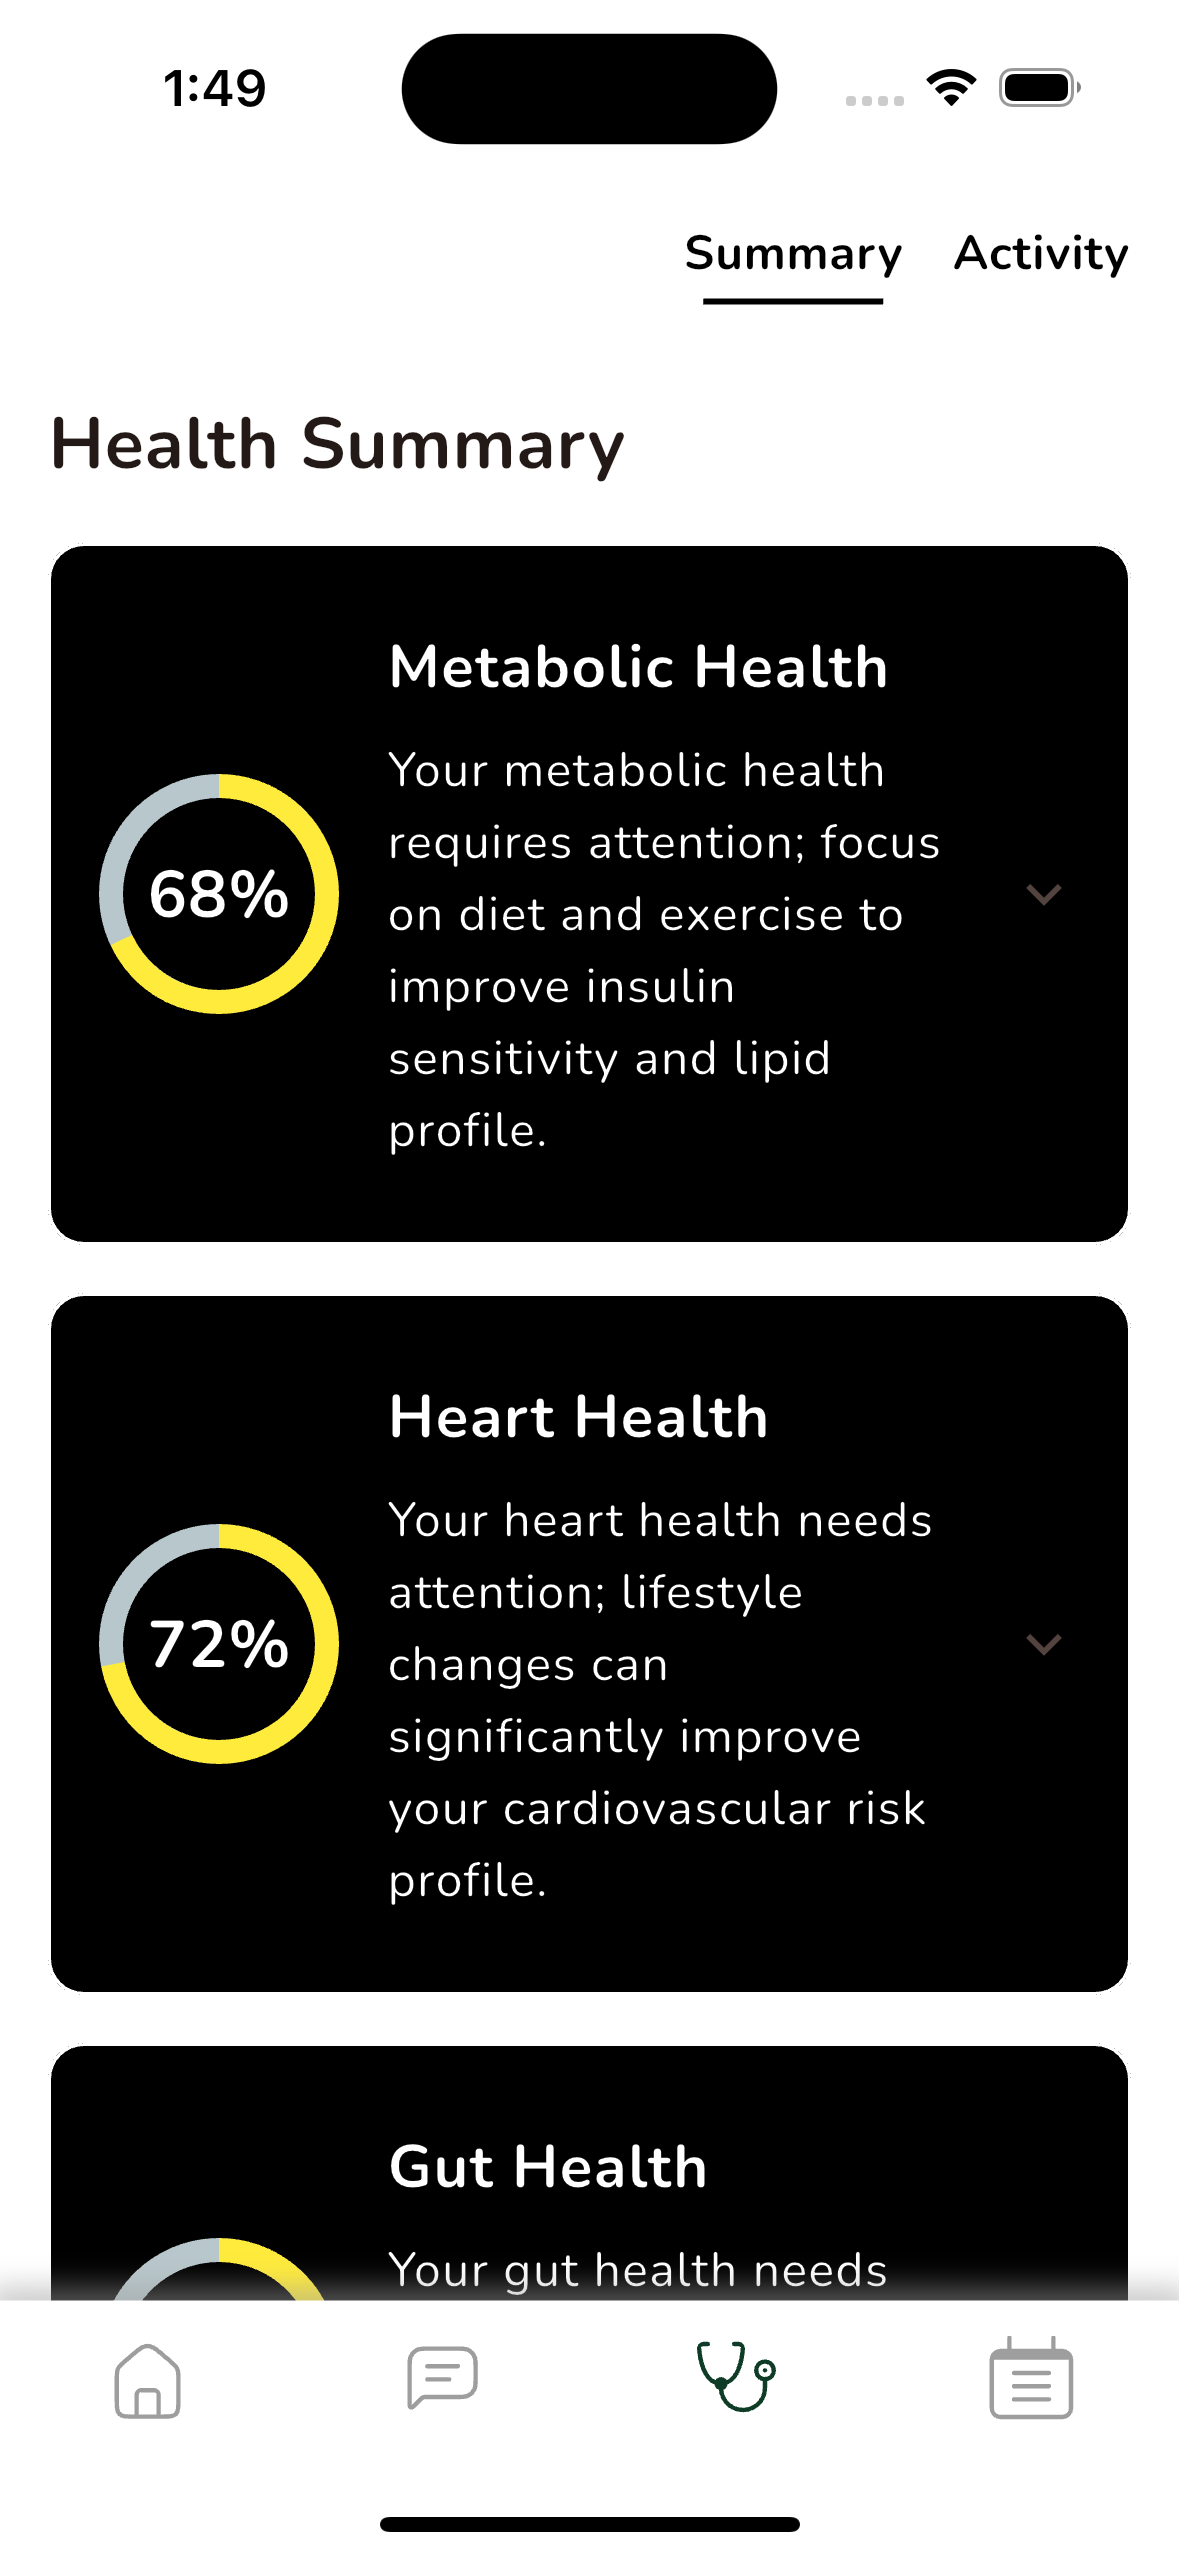 1:49
Summary Activity
Health Summary
Metabolic Health
Your metabolic health
requires attention; focus
on diet and exercise to
improve insulin
sensitivity and lipid
profile.
68%
Heart Health
Your heart health needs
attention; lifestyle
changes can
significantly improve
your cardiovascular risk
profile.
72%
Gut Health
Your gut health needs